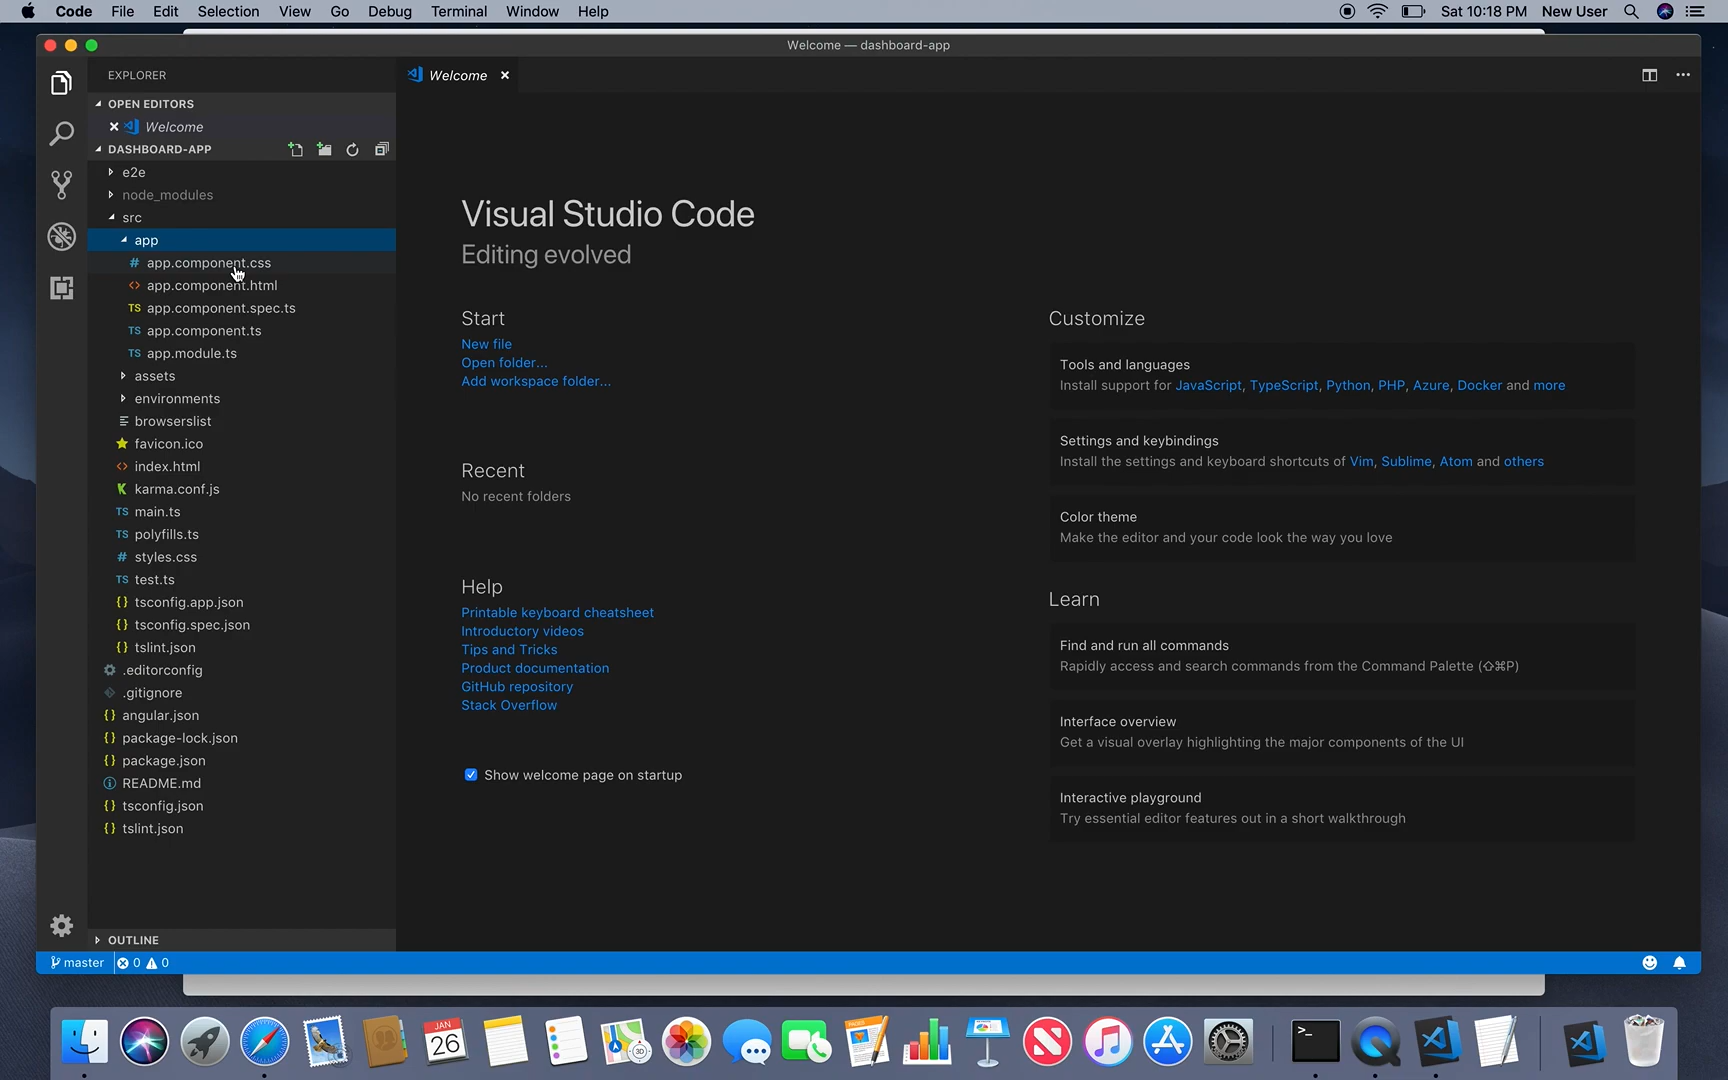 Code File Edit Selection View Go Debug Terminal Window Help Sat 10:18 PM New User
Welcome — dashboard-app
EXPLORER
OPEN EDITORS
Welcome
DASHBOARD-APP
e2e
node_modules
src
app
# app.component.css
<> app.component.html
TS app.component.spec.ts
TS app.component.ts
TS app.module.ts
assets
environments
browserslist
favicon.ico
<> index.html
karma.conf.js
TS main.ts
TS polyfills.ts
# styles.css
TS test.ts
{} tsconfig.app.json
{} tsconfig.spec.json
{} tslint.json
.editorconfig
.gitignore
{} angular.json
{} package-lock.json
{} package.json
README.md
{} tsconfig.json
{} tslint.json
OUTLINE
Welcome
Visual Studio Code
Editing evolved
Start
New file
Open folder...
Add workspace folder...
Recent
No recent folders
Help
Printable keyboard cheatsheet
Introductory videos
Tips and Tricks
Product documentation
GitHub repository
Stack Overflow
Show welcome page on startup
Customize
Tools and languages
Install support for JavaScript, TypeScript, Python, PHP, Azure, Docker and more
Settings and keybindings
Install the settings and keyboard shortcuts of Vim, Sublime, Atom and others
Color theme
Make the editor and your code look the way you love
Learn
Find and run all commands
Rapidly access and search commands from the Command Palette (⇧⌘P)
Interface overview
Get a visual overlay highlighting the major components of the UI
Interactive playground
Try essential editor features out in a short walkthrough
master 0 0
JAN
26
3D
PAGES
>_